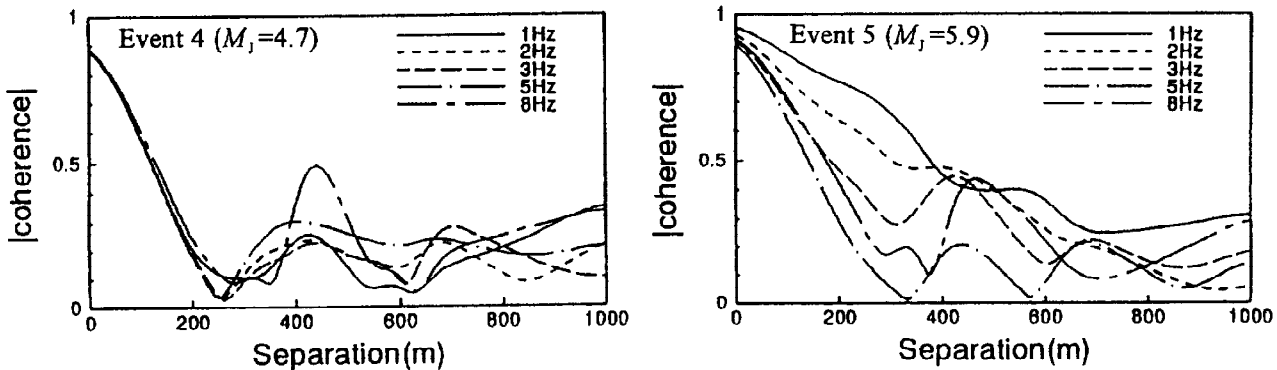 Event 4 (MJ=4.7)
1Hz
2Hz
3Hz
5Hz
8Hz
1
0.5
0
|coherence|
0 200 400 600 800 1000
Separation(m)
Event 5 (MJ=5.9)
1Hz
2Hz
3Hz
5Hz
8Hz
1
0.5
0
|coherence|
0 200 400 600 800 1000
Separation(m)